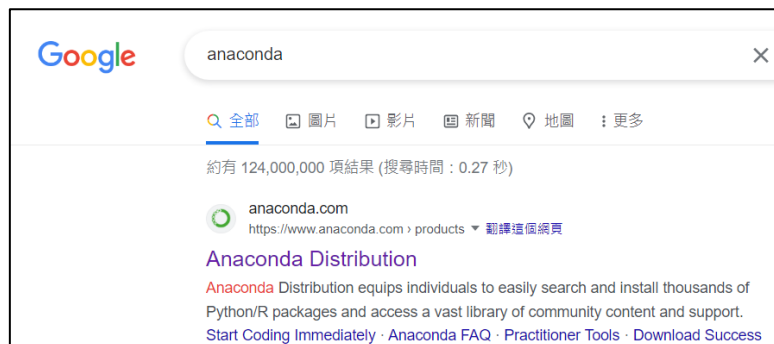 Google
anaconda
全部 圖片 影片 新聞 地圖 更多
約有 124,000,000 項結果 (搜尋時間：0.27 秒)
anaconda.com
https://www.anaconda.com › products 翻譯這個網頁
Anaconda Distribution
Anaconda Distribution equips individuals to easily search and install thousands of
Python/R packages and access a vast library of community content and support.
Start Coding Immediately · Anaconda FAQ · Practitioner Tools · Download Success